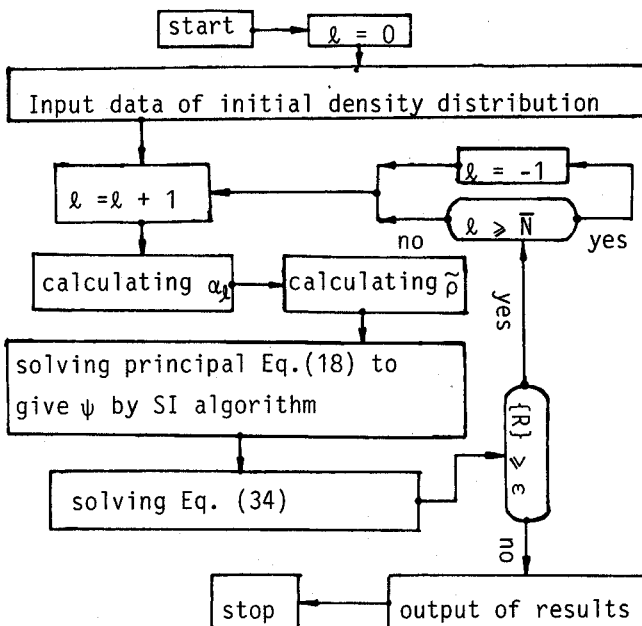 start
ℓ = 0
Input data of initial density distribution
ℓ =ℓ + 1
ℓ = -1
ℓ ⩾ N̅
no
yes
calculating αℓ
calculating ρ̃
yes
solving principal Eq.(18) to
give ψ by SI algorithm
{R} ⩾ ε
solving Eq. (34)
no
stop
output of results